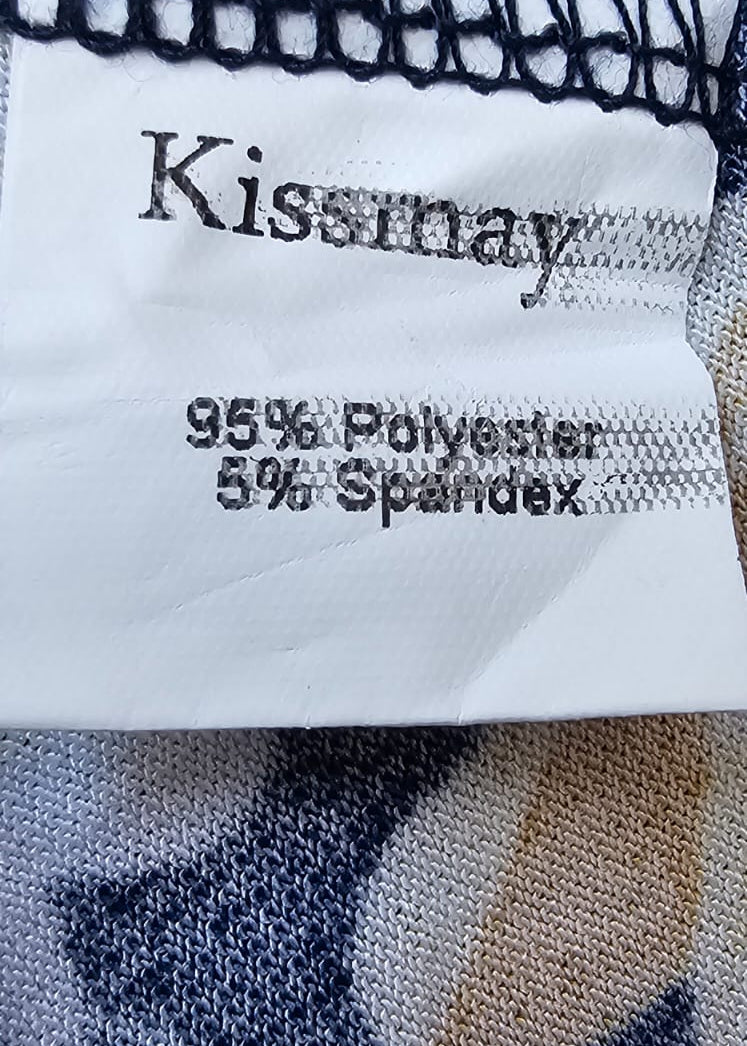 Kissmay
95% Polyester
5% Spandex